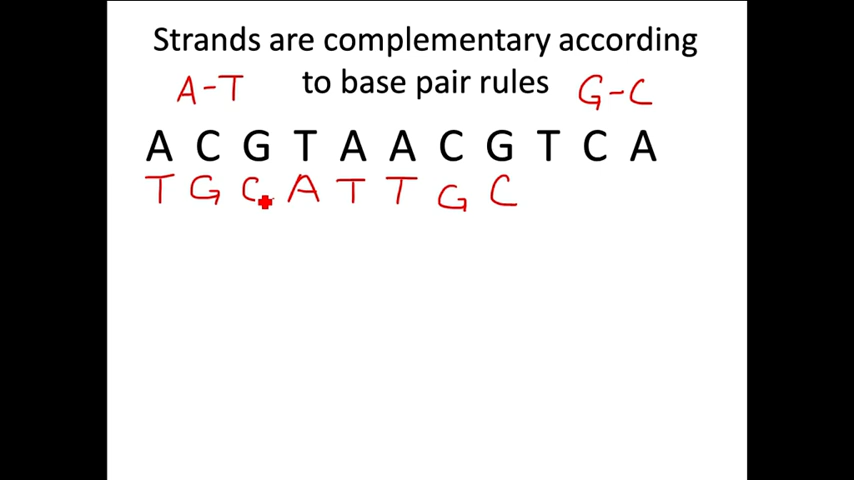 Strands are complementary according
A-T to base pair rules G-C
A C G T A A C G T C A
T G C A T T G C